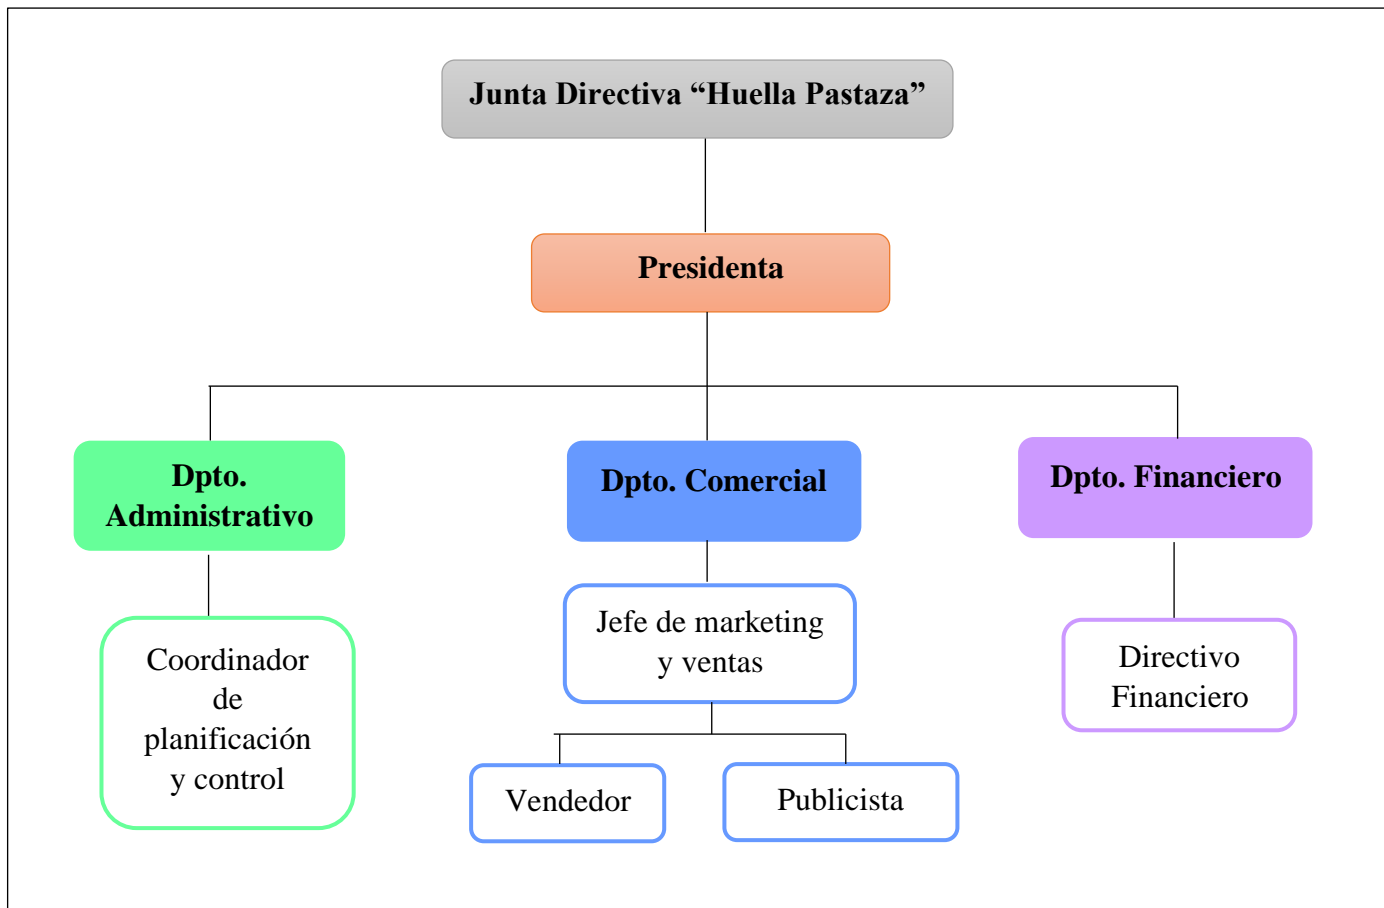 Junta Directiva “Huella Pastaza”
Presidenta
Dpto.
Administrativo
Dpto. Comercial
Dpto. Financiero
Coordinador
de
planificación
y control
Jefe de marketing
y ventas
Directivo
Financiero
Vendedor
Publicista